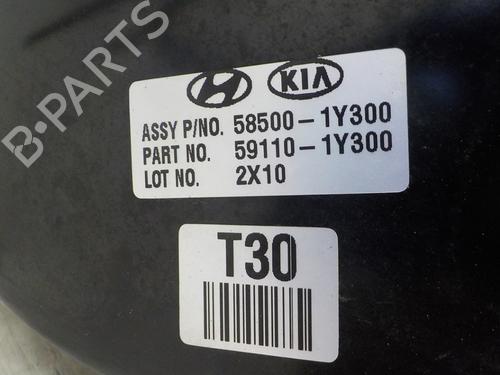 B-PARTS
KIA
ASSY P/NO. 58500-1Y300
PART NO. 59110-1Y300
LOT NO. 2X10
T30